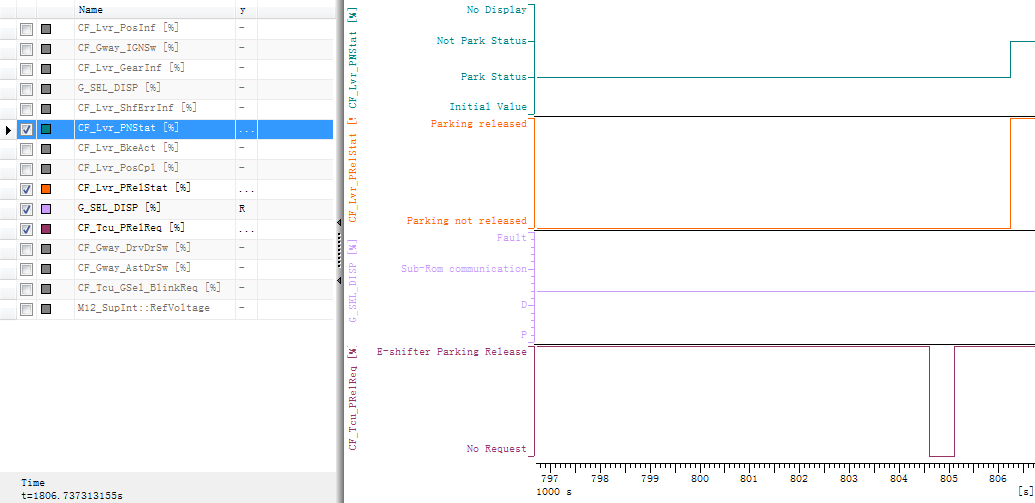 Name y
CF_Lvr_PosInf [%] -
CF_Gway_IGNSw [%] -
CF_Lvr_GearInf [%] -
G_SEL_DISP [%] -
CF_Lvr_ShfErrInf [%] -
CF_Lvr_PNStat [%] ...
CF_Lvr_BkeAct [%] -
CF_Lvr_PosCpl [%] -
CF_Lvr_PRelStat [%] ...
G_SEL_DISP [%] R
CF_Tcu_PRelReq [%] ...
CF_Gway_DrvDrSw [%] -
CF_Gway_AstDrSw [%] -
CF_Tcu_GSel_BlinkReq [%] -
M12_SupInt::RefVoltage -
Time
t=1806.737313155s
CF_Lvr_PNStat [%]
No Display
Not Park Status
Park Status
Initial Value
CF_Lvr_PRelStat [%
Parking released
Parking not released
G_SEL_DISP [%]
Fault
Sub-Rom communication
D
P
CF_Tcu_PRelReq [%
E-shifter Parking Release
No Request
797 798 799 800 801 802 803 804 805 806
1000 s [s]